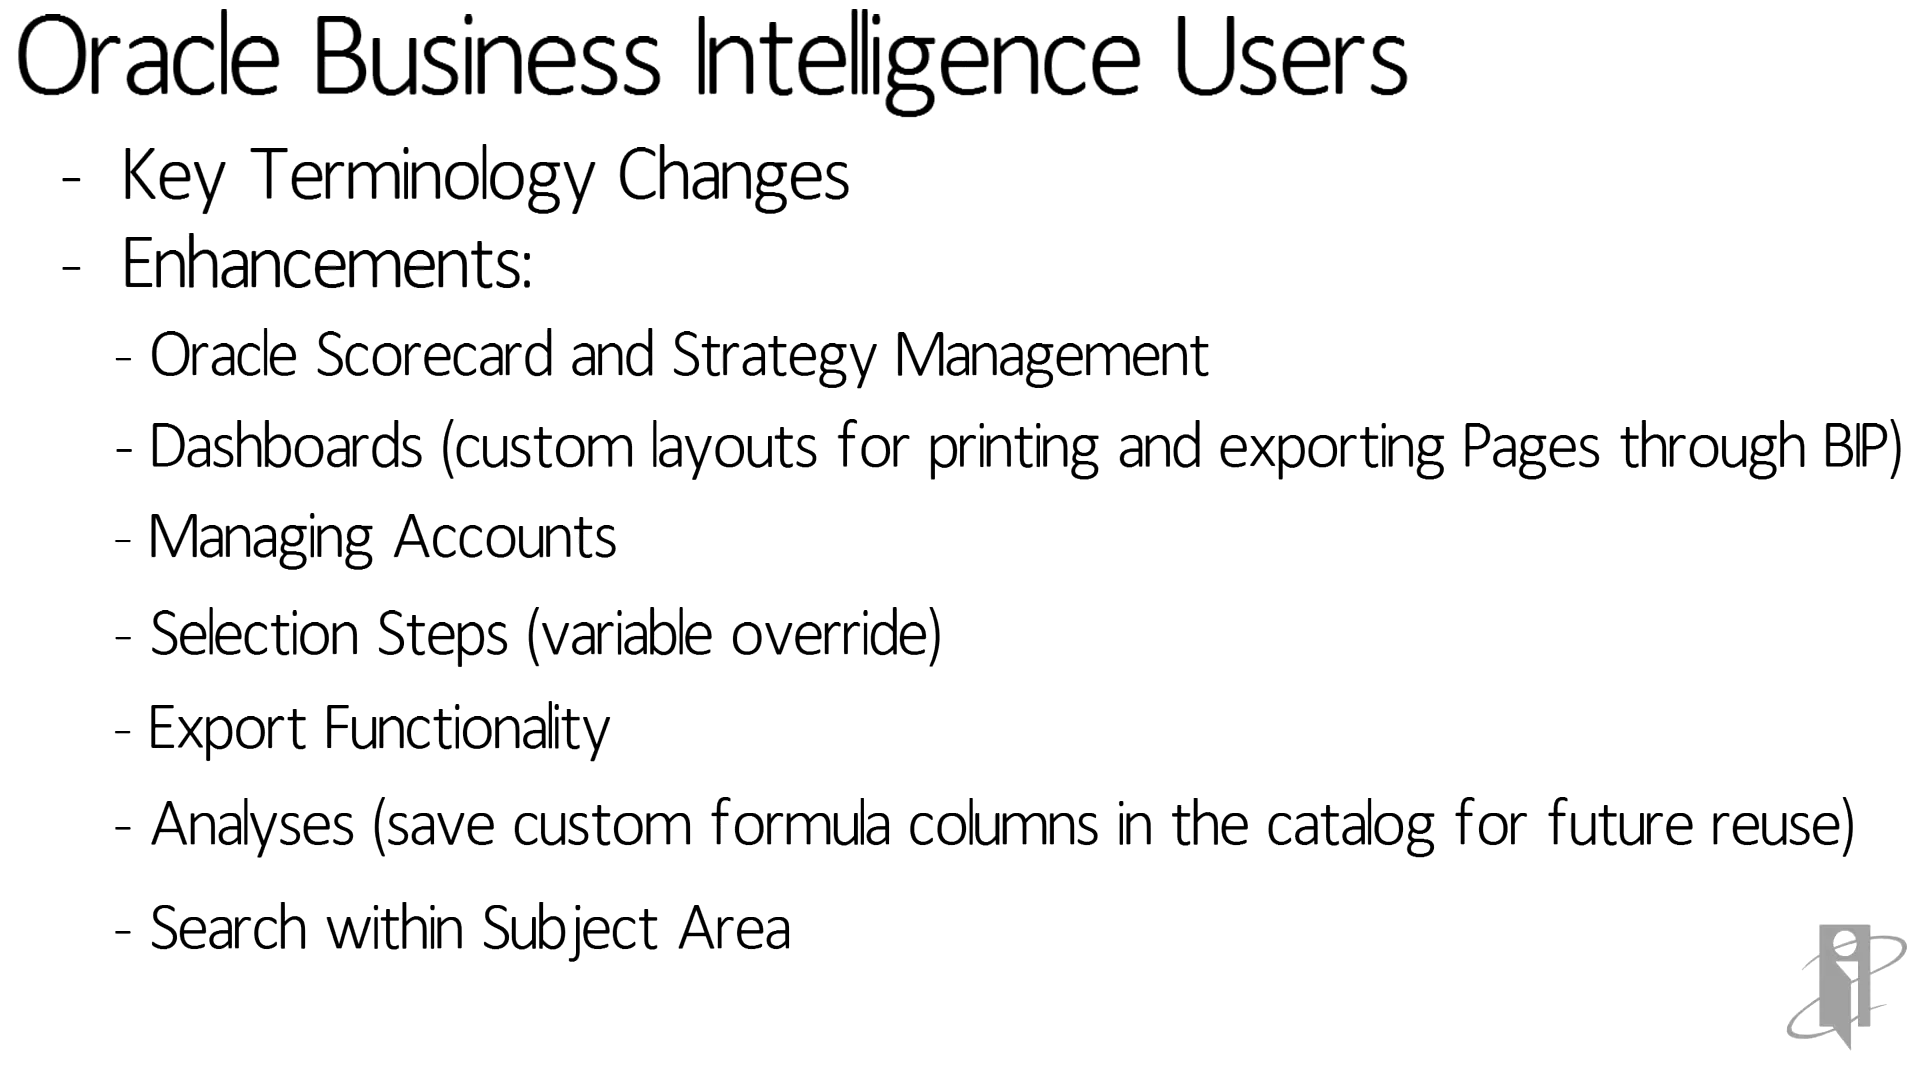 Oracle Business Intelligence Users
- Key Terminology Changes
- Enhancements:
- Oracle Scorecard and Strategy Management
- Dashboards (custom layouts for printing and exporting Pages through BIP)
- Managing Accounts
- Selection Steps (variable override)
- Export Functionality
- Analyses (save custom formula columns in the catalog for future reuse)
- Search within Subject Area